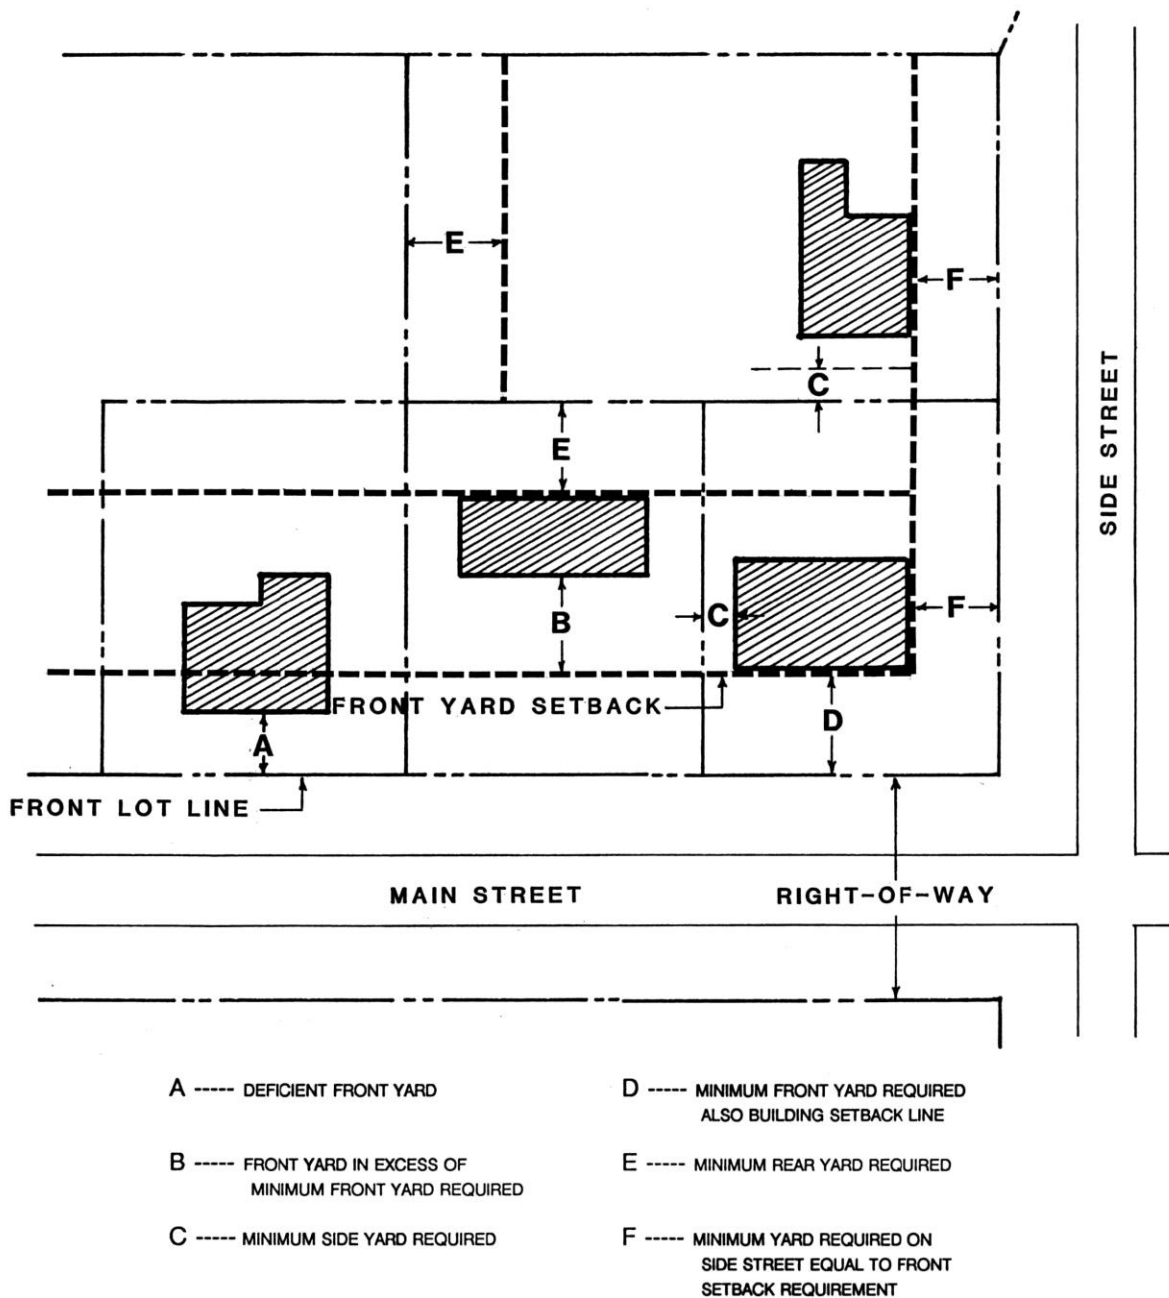 E
F
C
SIDE STREET
E
C
F
B
FRONT YARD SETBACK
D
A
FRONT LOT LINE
MAIN STREET
RIGHT-OF-WAY
A ----- DEFICIENT FRONT YARD
B ----- FRONT YARD IN EXCESS OF
MINIMUM FRONT YARD REQUIRED
C ----- MINIMUM SIDE YARD REQUIRED
D ----- MINIMUM FRONT YARD REQUIRED
ALSO BUILDING SETBACK LINE
E ----- MINIMUM REAR YARD REQUIRED
F ----- MINIMUM YARD REQUIRED ON
SIDE STREET EQUAL TO FRONT
SETBACK REQUIREMENT